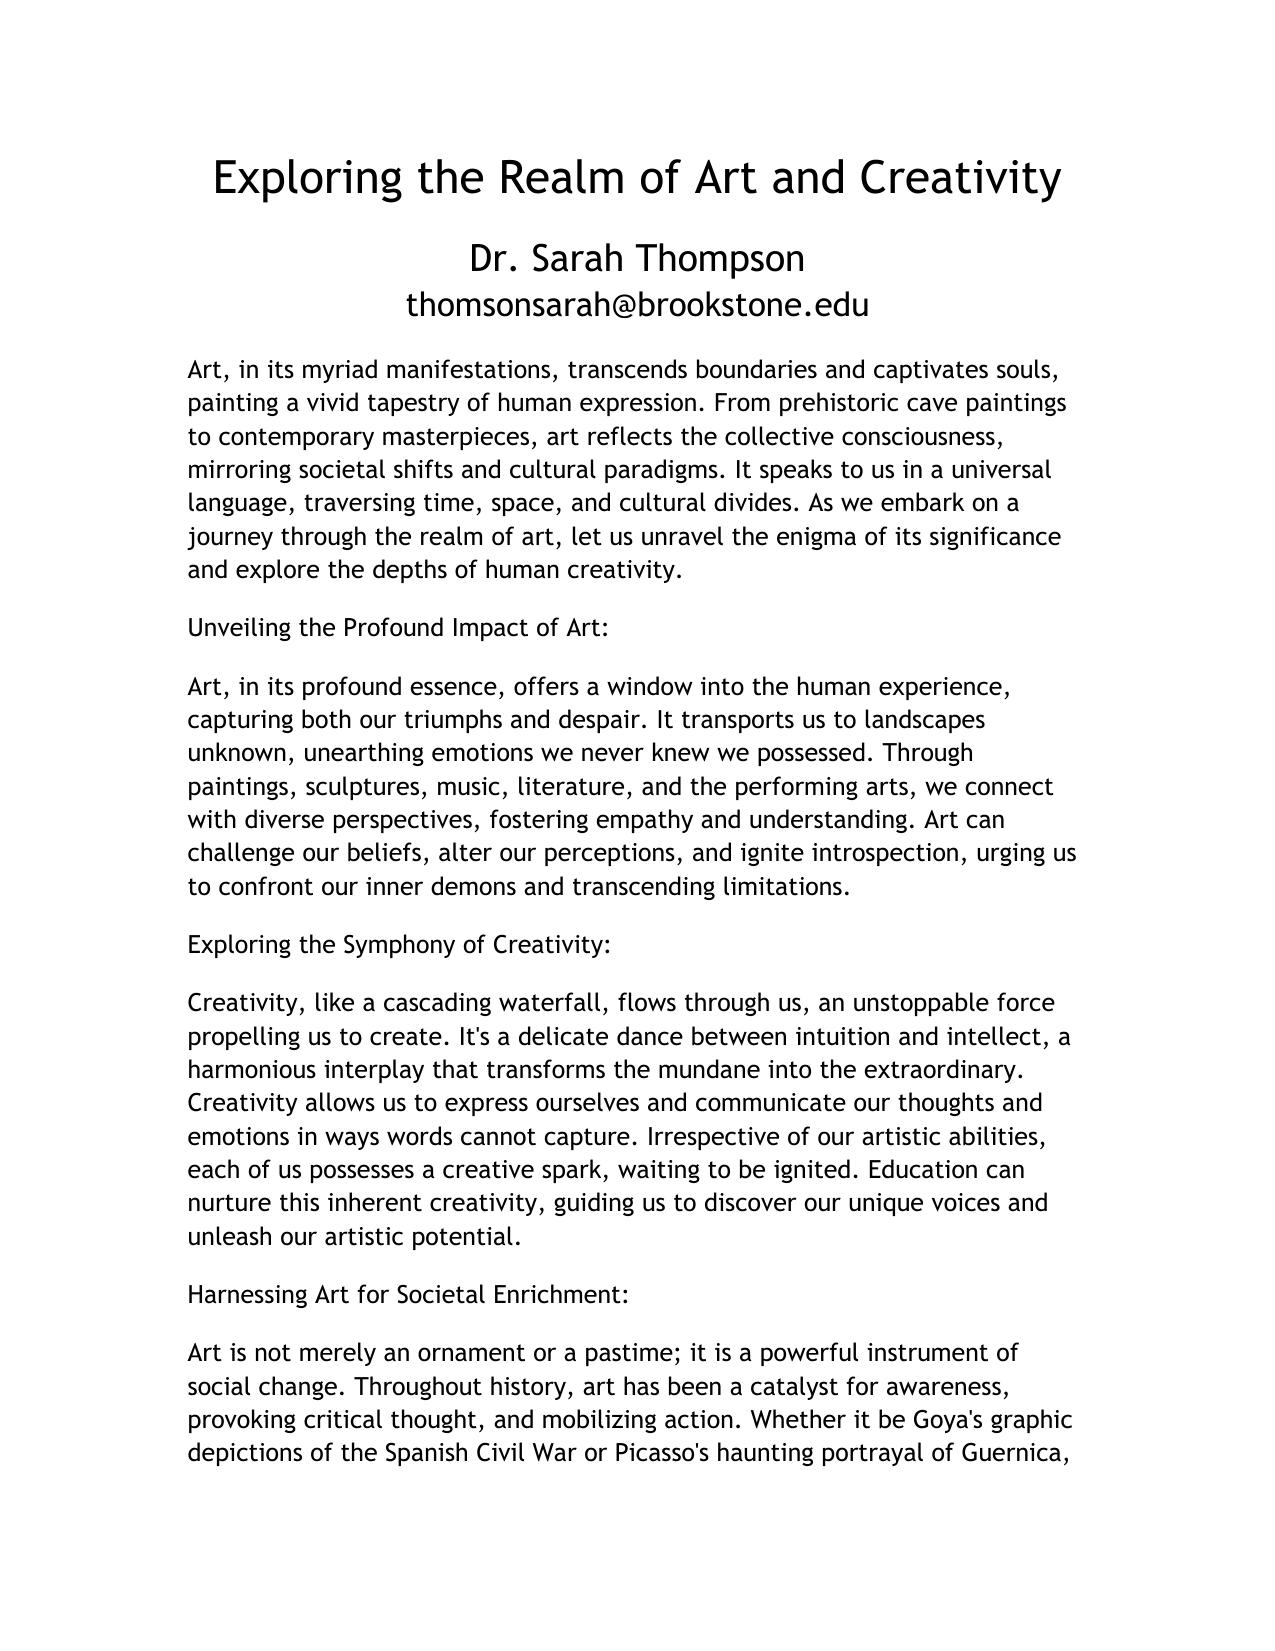 Exploring the Realm of Art and Creativity
Dr. Sarah Thompson
thomsonsarah@brookstone.edu
Art, in its myriad manifestations, transcends boundaries and captivates souls,
painting a vivid tapestry of human expression. From prehistoric cave paintings
to contemporary masterpieces, art reflects the collective consciousness,
mirroring societal shifts and cultural paradigms. It speaks to us in a universal
language, traversing time, space, and cultural divides. As we embark on a
journey through the realm of art, let us unravel the enigma of its significance
and explore the depths of human creativity.
Unveiling the Profound Impact of Art:
Art, in its profound essence, offers a window into the human experience,
capturing both our triumphs and despair. It transports us to landscapes
unknown, unearthing emotions we never knew we possessed. Through
paintings, sculptures, music, literature, and the performing arts, we connect
with diverse perspectives, fostering empathy and understanding. Art can
challenge our beliefs, alter our perceptions, and ignite introspection, urging us
to confront our inner demons and transcending limitations.
Exploring the Symphony of Creativity:
Creativity, like a cascading waterfall, flows through us, an unstoppable force
propelling us to create. It's a delicate dance between intuition and intellect, a
harmonious interplay that transforms the mundane into the extraordinary.
Creativity allows us to express ourselves and communicate our thoughts and
emotions in ways words cannot capture. Irrespective of our artistic abilities,
each of us possesses a creative spark, waiting to be ignited. Education can
nurture this inherent creativity, guiding us to discover our unique voices and
unleash our artistic potential.
Harnessing Art for Societal Enrichment:
Art is not merely an ornament or a pastime; it is a powerful instrument of
social change. Throughout history, art has been a catalyst for awareness,
provoking critical thought, and mobilizing action. Whether it be Goya's graphic
depictions of the Spanish Civil War or Picasso's haunting portrayal of Guernica,